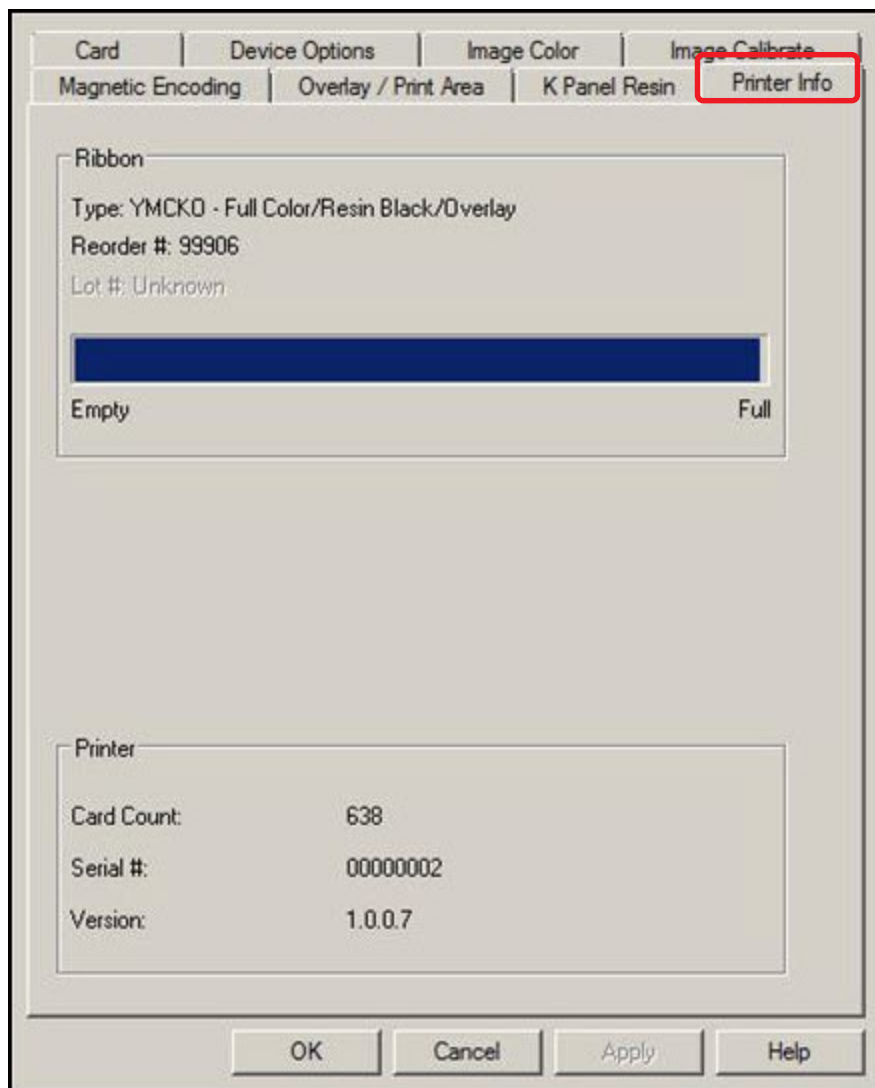 Card Device Options Image Color Image Calibrate
Magnetic Encoding Overlay / Print Area K Panel Resin Printer Info
Ribbon
Type: YMCKO - Full Color/Resin Black/Overlay
Reorder #: 99906
Lot #: Unknown
Empty Full
Printer
Card Count: 638
Serial #: 00000002
Version: 1.0.0.7
OK Cancel Apply Help